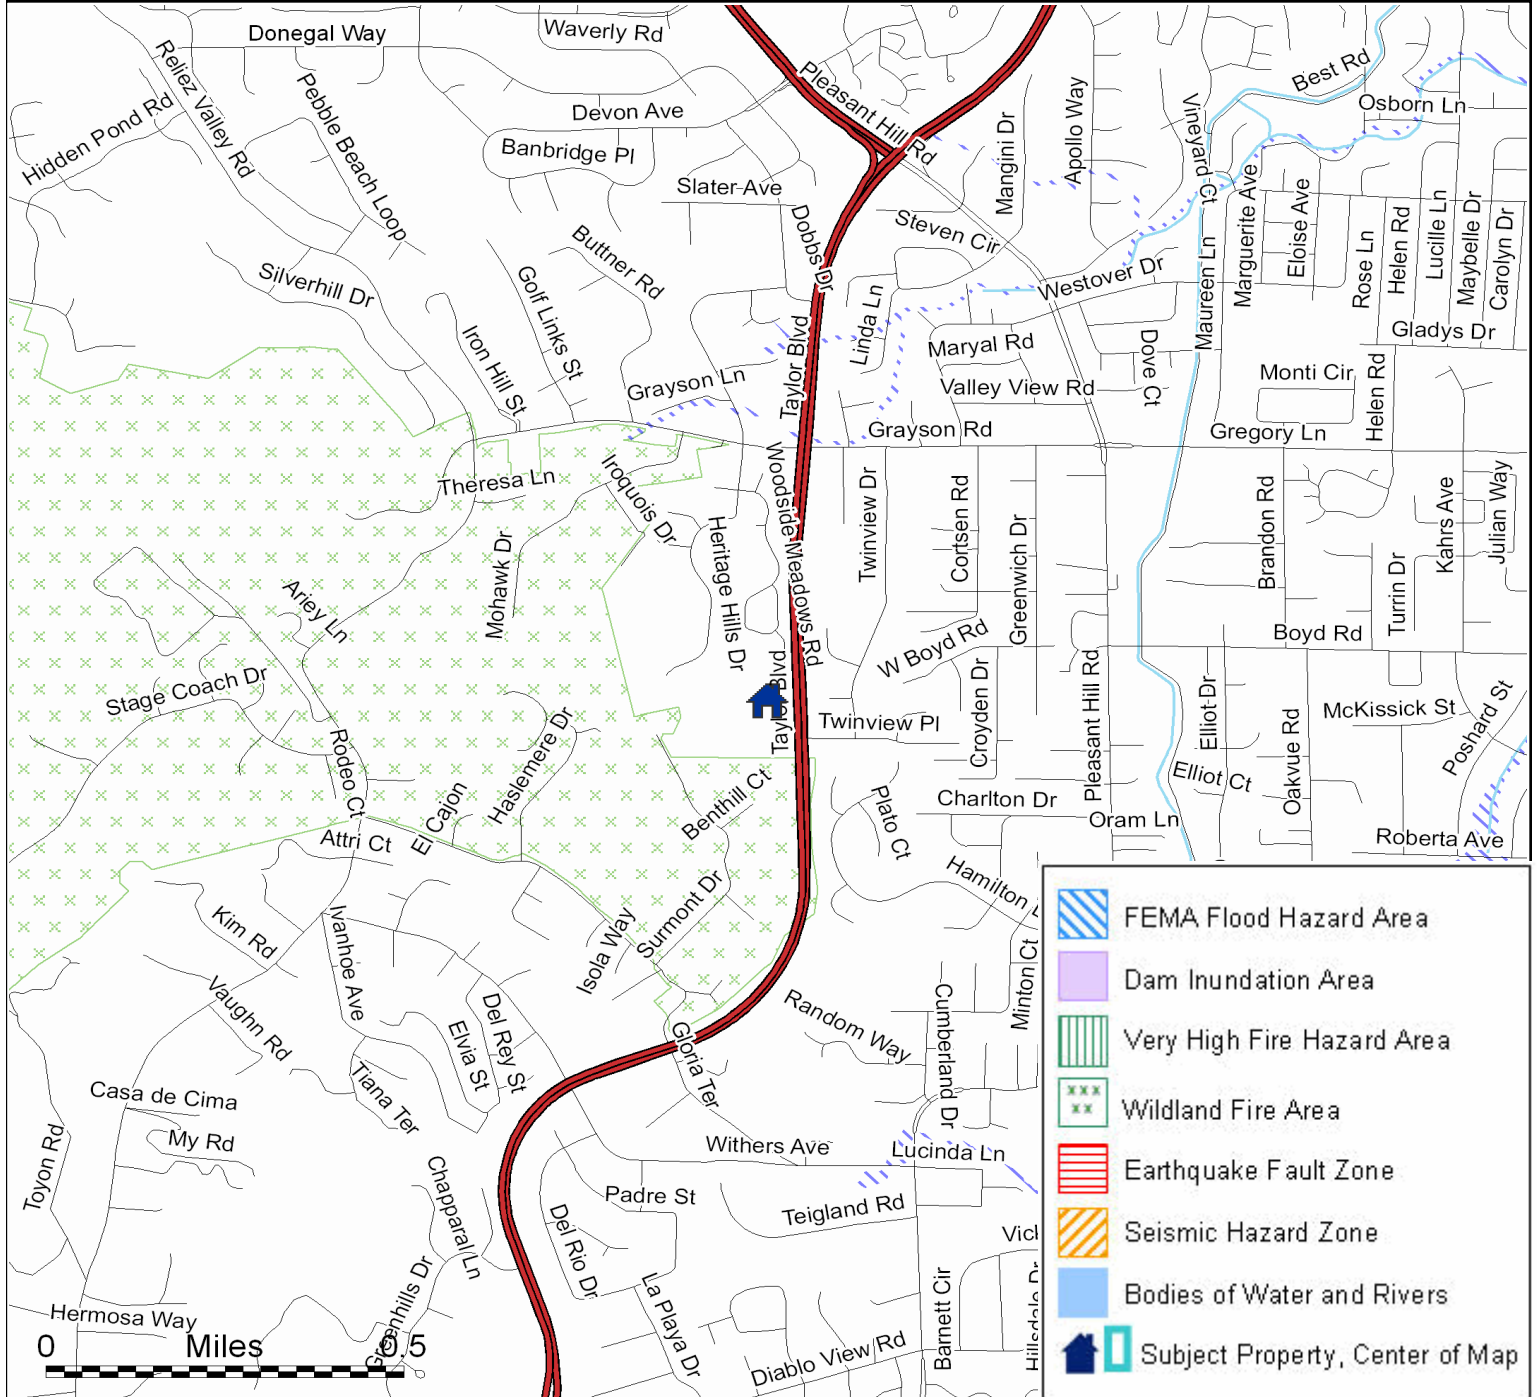 Donegal Way
Waverly Rd
Reliez Valley Rd
Pebble Beach Loop
Hidden Pond Rd
Devon Ave
Banbridge Pl
Slater Ave
Pleasant Hill Rd
Mangini Dr
Apollo Way
Vineyard Ct
Best Rd
Osborn Ln
Dobbs Dr
Steven Cir
Buttner Rd
Silverhill Dr
Golf Links St
Iron Hill St
Westover Dr
Maureen Ln
Marguerite Ave
Eloise Ave
Rose Ln
Helen Rd
Lucille Ln
Maybelle Dr
Carolyn Dr
Gladys Dr
Linda Ln
Taylor Blvd
Maryal Rd
Dove Ct
Valley View Rd
Monti Cir
Helen Rd
Grayson Ln
Grayson Rd
Gregory Ln
Theresa Ln
Iroquois Dr
Woodside Meadows Rd
Heritage Hills Dr
Twinview Dr
Cortsen Rd
Greenwich Dr
Brandon Rd
Kahrs Ave
Julian Way
Turrin Dr
Mohawk Dr
Ariey Ln
Boyd Rd
W Boyd Rd
Stage Coach Dr
Taylor Blvd
Twinview Pl
Croyden Dr
Pleasant Hill Rd
Elliot Dr
McKissick St
Poshard St
Oakvue Rd
Elliot Ct
Rodeo Ct
Haslemere Dr
El Cajon
Benthill Ct
Plato Ct
Charlton Dr
Oram Ln
Roberta Ave
Attri Ct
Hamilton
Surmont Dr
Isola Way
Kim Rd
Ivanhoe Ave
Minton Ct
Vaughn Rd
Del Rey St
Elvia St
Random Way
Cumberland Dr
Gloria Ter
Tiana Ter
Casa de Cima
My Rd
Toyon Rd
Withers Ave
Lucinda Ln
Padre St
Teigland Rd
Chapparal Ln
Del Rio Dr
Vick
La Playa Dr
Barnett Cir
Hillsdale Dr
Hermosa Way
Greenhills Dr
Diablo View Rd
0 Miles 0.5
FEMA Flood Hazard Area
Dam Inundation Area
Very High Fire Hazard Area
Wildland Fire Area
Earthquake Fault Zone
Seismic Hazard Zone
Bodies of Water and Rivers
Subject Property, Center of Map